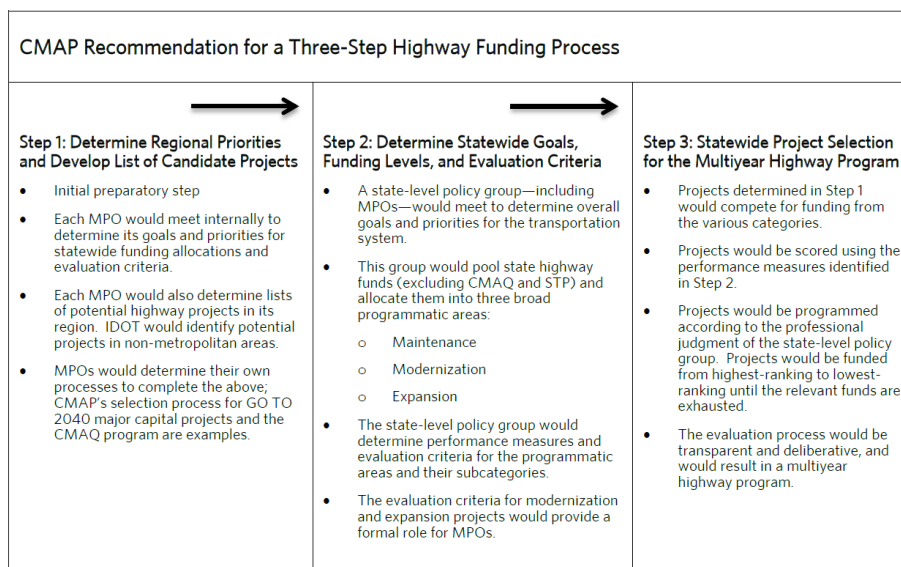 CMAP Recommendation for a Three-Step Highway Funding Process
Step 1: Determine Regional Priorities
and Develop List of Candidate Projects
• Initial preparatory step
• Each MPO would meet internally to
determine its goals and priorities for
statewide funding allocations and
evaluation criteria.
• Each MPO would also determine lists
of potential highway projects in its
region. IDOT would identify potential
projects in non-metropolitan areas.
• MPOs would determine their own
processes to complete the above;
CMAP's selection process for GO TO
2040 major capital projects and the
CMAQ program are examples.
Step 2: Determine Statewide Goals,
Funding Levels, and Evaluation Criteria
• A state-level policy group—including
MPOs—would meet to determine overall
goals and priorities for the transportation
system.
• This group would pool state highway
funds (excluding CMAQ and STP) and
allocate them into three broad
programmatic areas:
o Maintenance
o Modernization
o Expansion
• The state-level policy group would
determine performance measures and
evaluation criteria for the programmatic
areas and their subcategories.
• The evaluation criteria for modernization
and expansion projects would provide a
formal role for MPOs.
Step 3: Statewide Project Selection
for the Multiyear Highway Program
• Projects determined in Step 1
would compete for funding from
the various categories.
• Projects would be scored using the
performance measures identified
in Step 2.
• Projects would be programmed
according to the professional
judgment of the state-level policy
group. Projects would be funded
from highest-ranking to lowest-
ranking until the relevant funds are
exhausted.
• The evaluation process would be
transparent and deliberative, and
would result in a multiyear
highway program.